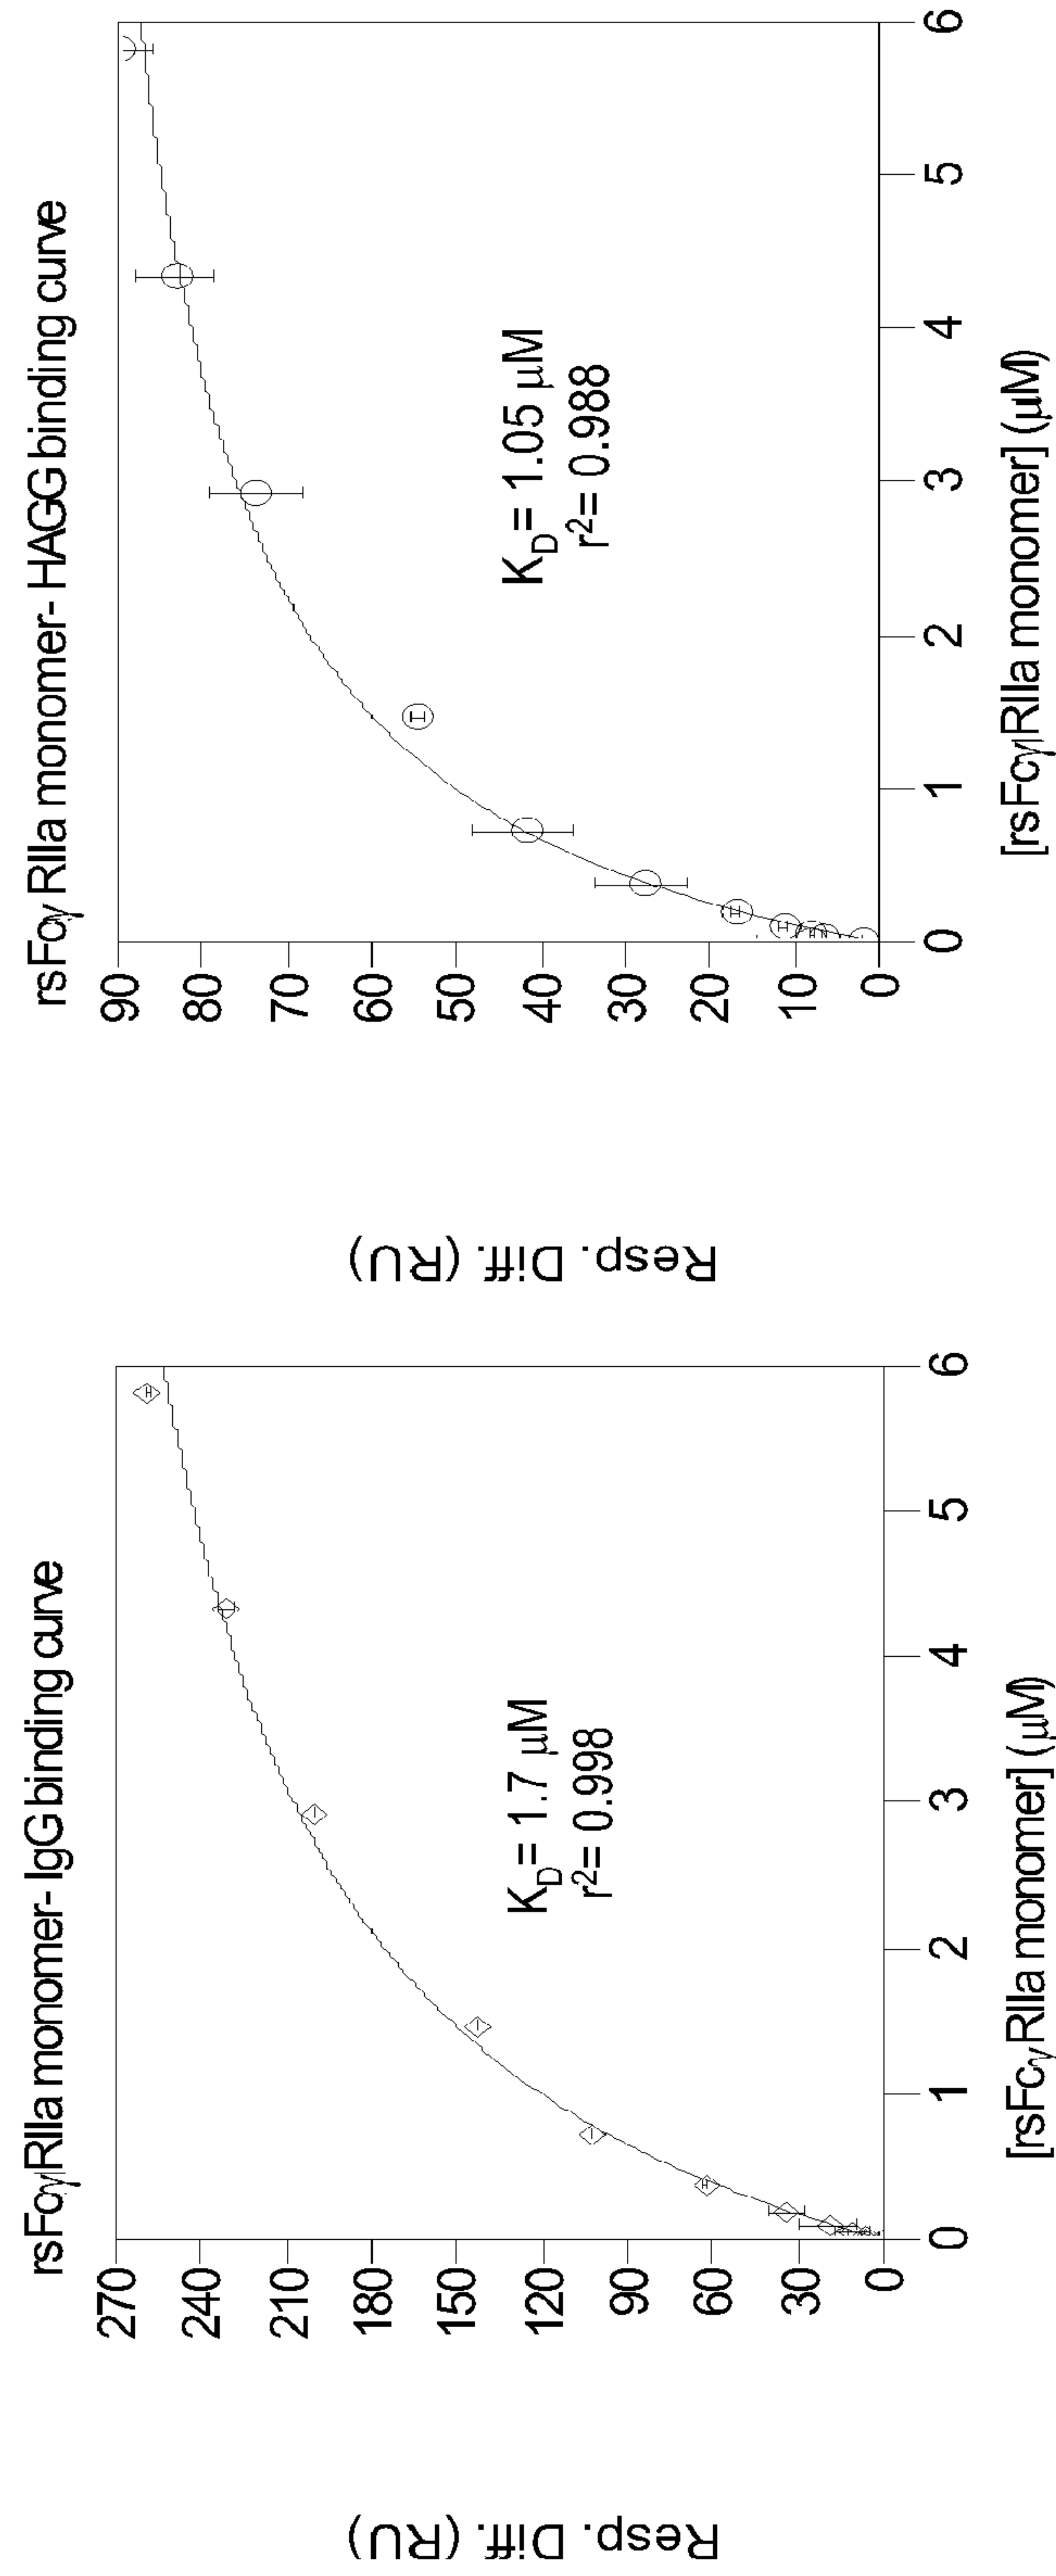 rsFcγRIIa monomer- IgG binding curve
Resp. Diff. (RU)
270
240
210
180
150
120
90
60
30
0
K_D= 1.7 μM
r²= 0.998
0 1 2 3 4 5 6
[rsFcγRIIa monomer] (μM)
rsFcγ RIIa monomer- HAGG binding curve
Resp. Diff. (RU)
90
80
70
60
50
40
30
20
10
0
K_D= 1.05 μM
r²= 0.988
0 1 2 3 4 5 6
[rsFcγRIIa monomer] (μM)